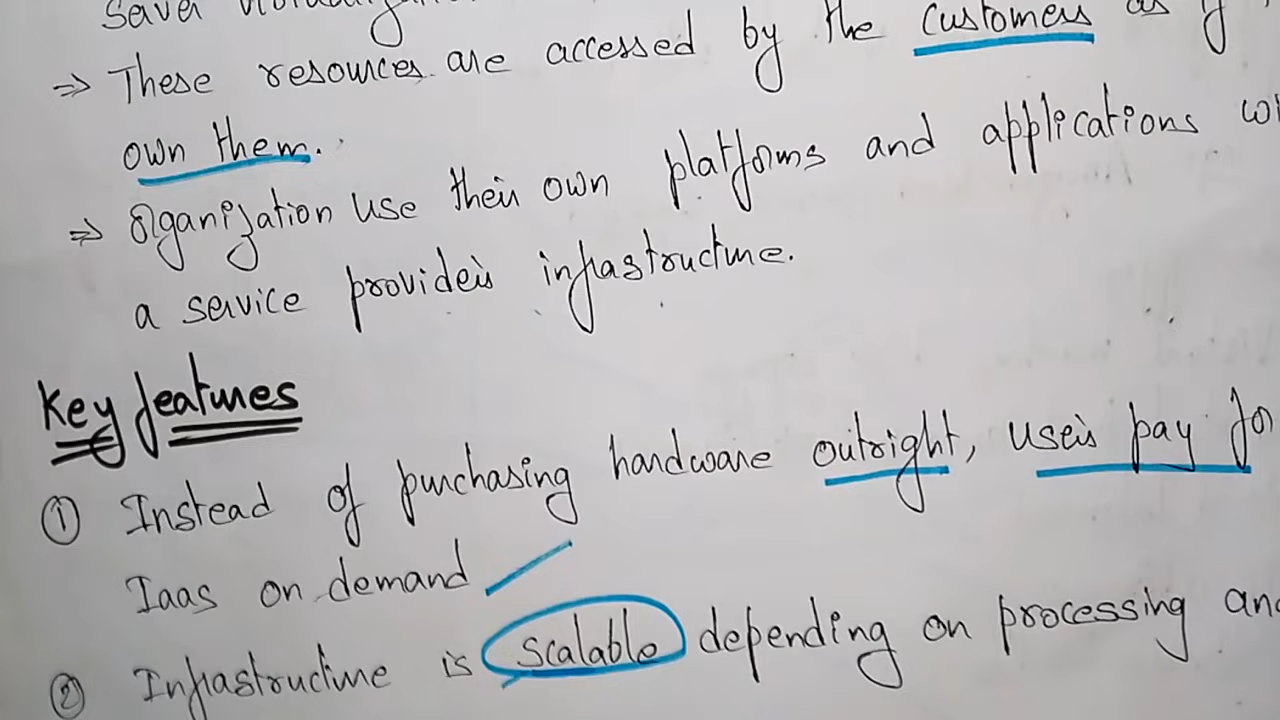 ⇒ These resources are accessed by the customers as
own them.
⇒ Organization use their own platforms and applications
a service provider's infrastructure.
Key features
① Instead of purchasing hardware outright, users pay for
Iaas on demand
② Infrastructure is scalable depending on processing and